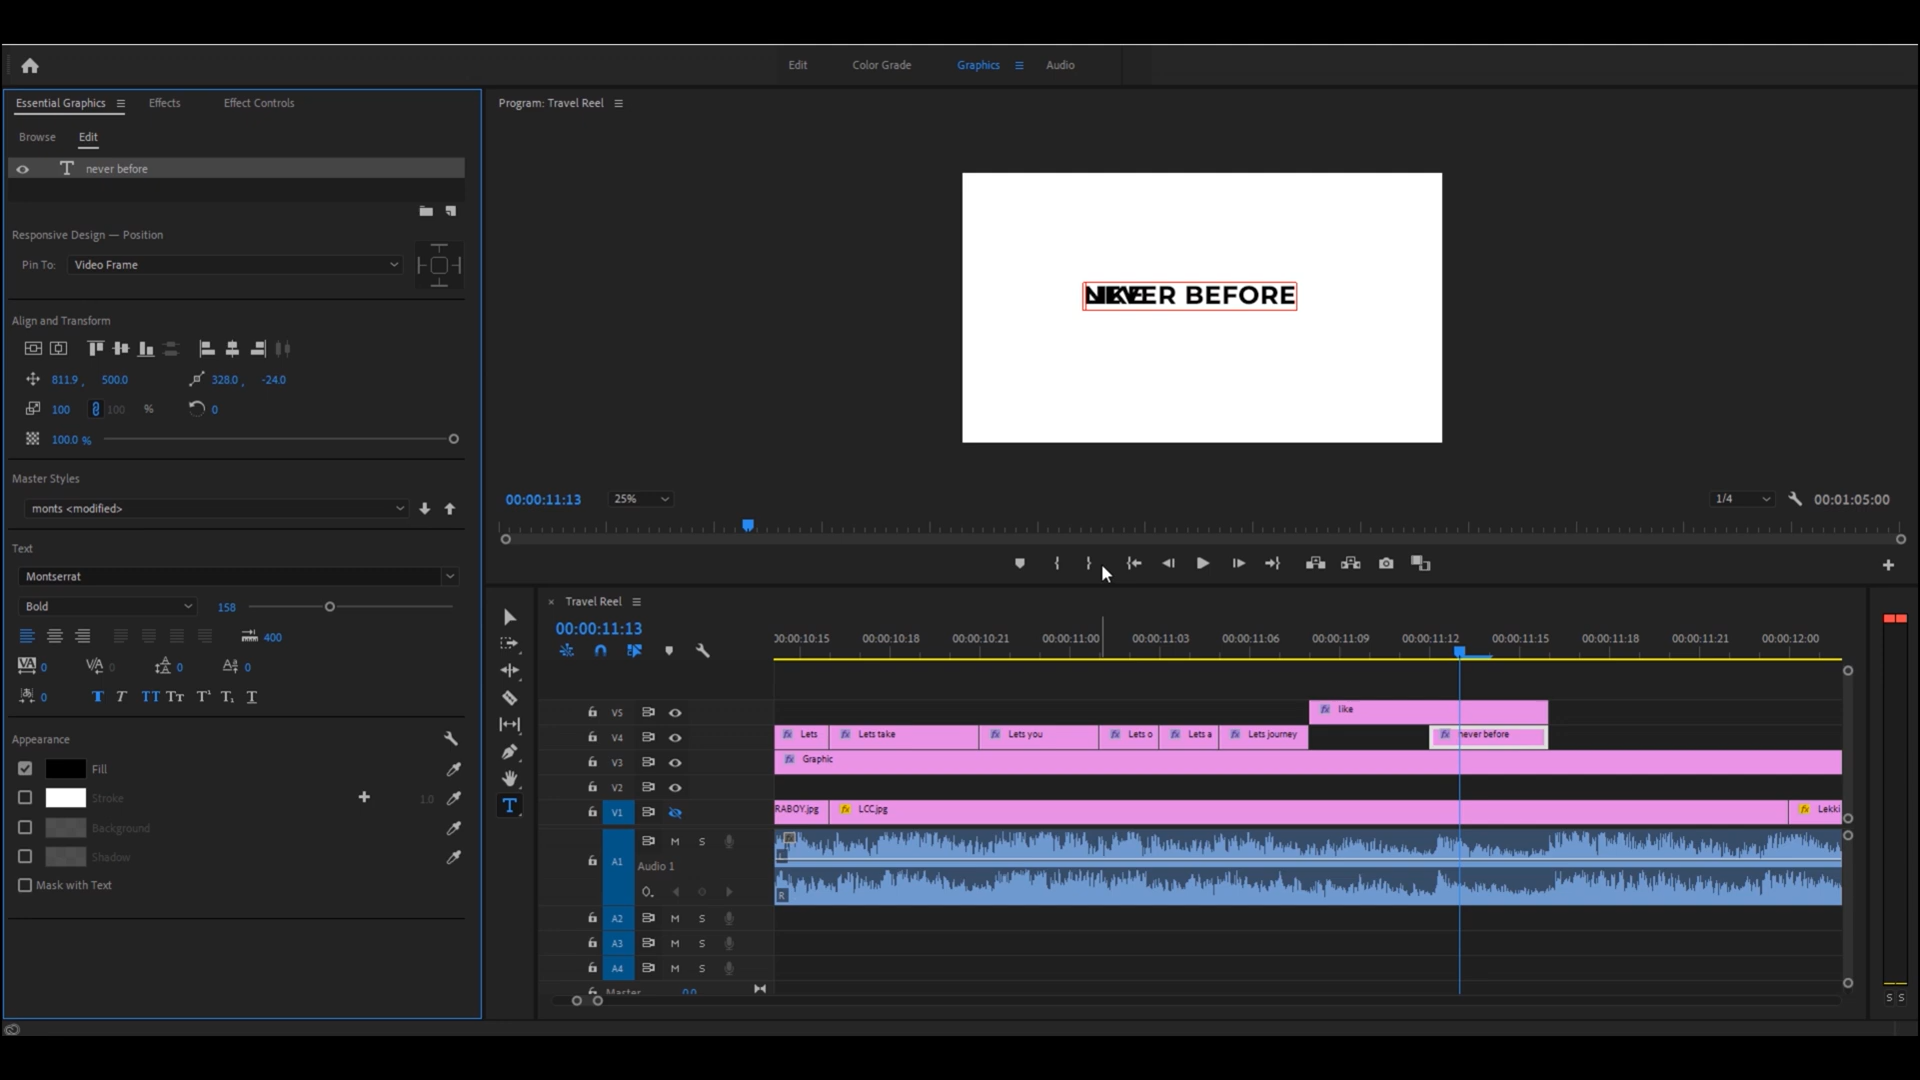 Edit Color Grade Graphics Audio
Essential Graphics Effects Effect Controls
Program: Travel Reel
Browse Edit
never before
Responsive Design — Position
Pin To: Video Frame
Align and Transform
811.9 , 500.0 328.0 , -24.0
100 100 % 0
100.0 %
Master Styles
monts <modified>
Text
Montserrat
Bold 158
400
0 0 0 0
0
Appearance
Fill
Stroke 1.0
Background
Shadow
Mask with Text
NEVER BEFORE
00:00:11:13 25% 1/4 00:01:05:00
Travel Reel
00:00:11:13
00:00:10:15 00:00:10:18 00:00:10:21 00:00:11:00 00:00:11:03 00:00:11:06 00:00:11:09 00:00:11:12 00:00:11:15 00:00:11:18 00:00:11:21 00:00:12:00
V5 like
V4 Lets Lets take Lets you Lets o Lets a Lets journey never before
V3 Graphic
V2
V1 RABOY.jpg LCC.jpg Lekki
A1 M S
Audio 1
L
R
A2 M S
A3 M S
A4 M S
Master 0.0
S S